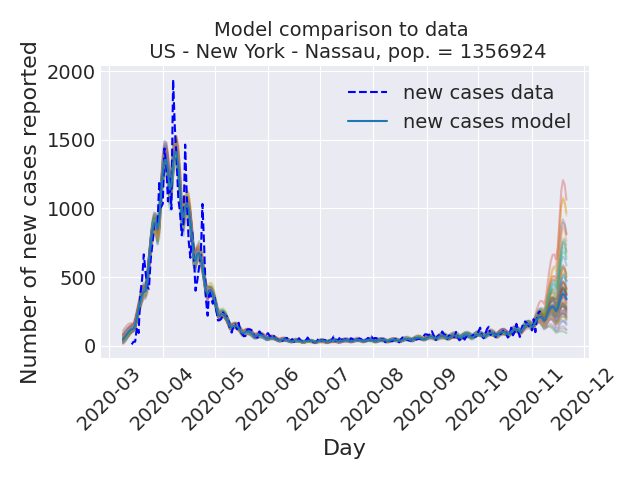 Model comparison to data
US - New York - Nassau, pop. = 1356924
Number of new cases reported
2000
1500
1000
500
0
new cases data
new cases model
2020-03
2020-04
2020-05
2020-06
2020-07
2020-08
2020-09
2020-10
2020-11
2020-12
Day